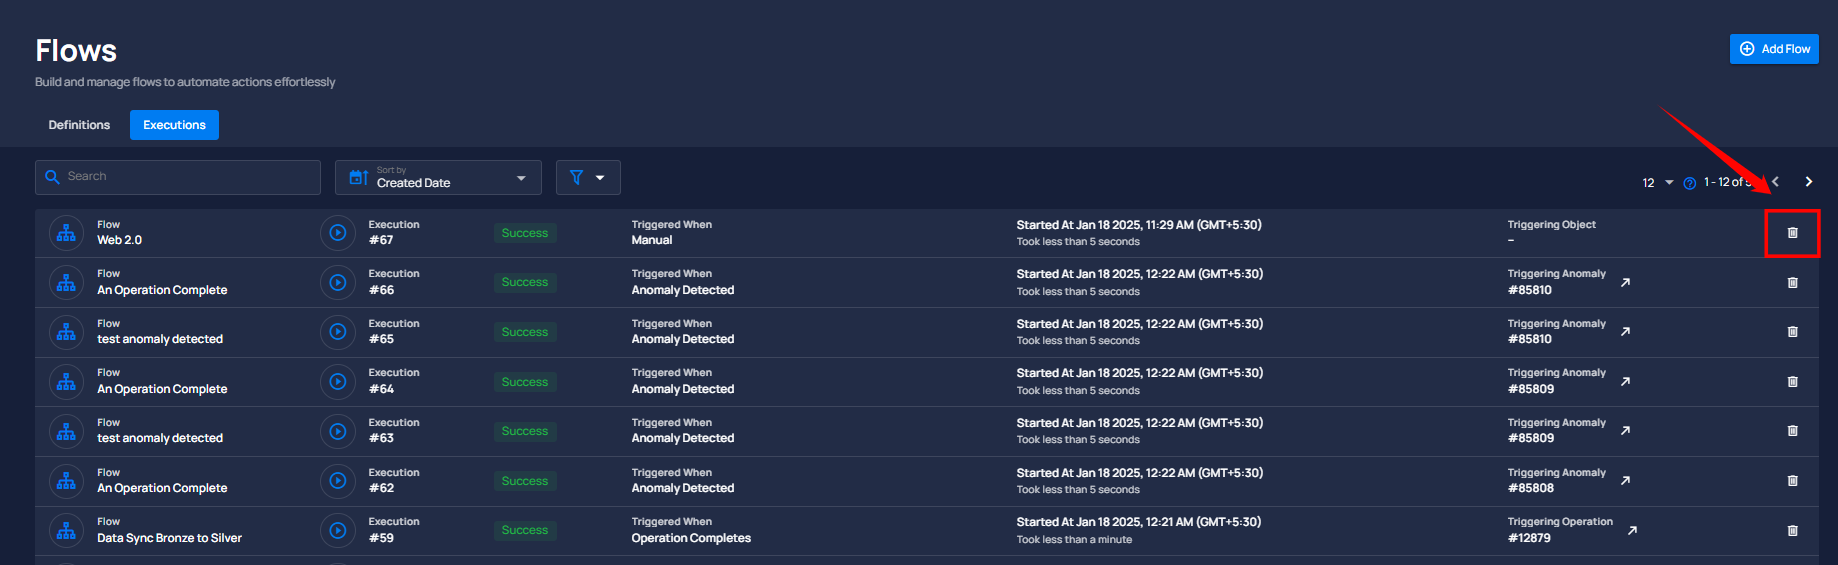 Flows
Add Flow
Build and manage flows to automate actions effortlessly
Definitions Executions
Search
Sort by
Created Date
12 1 - 12 of
Flow Execution Success Triggered When Started At Jan 18 2025, 11:29 AM (GMT+5:30) Triggering Object
Web 2.0 #67 Manual Took less than 5 seconds –
Flow Execution Success Triggered When Started At Jan 18 2025, 12:22 AM (GMT+5:30) Triggering Anomaly
An Operation Complete #66 Anomaly Detected Took less than 5 seconds #85810
Flow Execution Success Triggered When Started At Jan 18 2025, 12:22 AM (GMT+5:30) Triggering Anomaly
test anomaly detected #65 Anomaly Detected Took less than 5 seconds #85810
Flow Execution Success Triggered When Started At Jan 18 2025, 12:22 AM (GMT+5:30) Triggering Anomaly
An Operation Complete #64 Anomaly Detected Took less than 5 seconds #85809
Flow Execution Success Triggered When Started At Jan 18 2025, 12:22 AM (GMT+5:30) Triggering Anomaly
test anomaly detected #63 Anomaly Detected Took less than 5 seconds #85809
Flow Execution Success Triggered When Started At Jan 18 2025, 12:22 AM (GMT+5:30) Triggering Anomaly
An Operation Complete #62 Anomaly Detected Took less than 5 seconds #85808
Flow Execution Success Triggered When Started At Jan 18 2025, 12:21 AM (GMT+5:30) Triggering Operation
Data Sync Bronze to Silver #59 Operation Completes Took less than a minute #12879